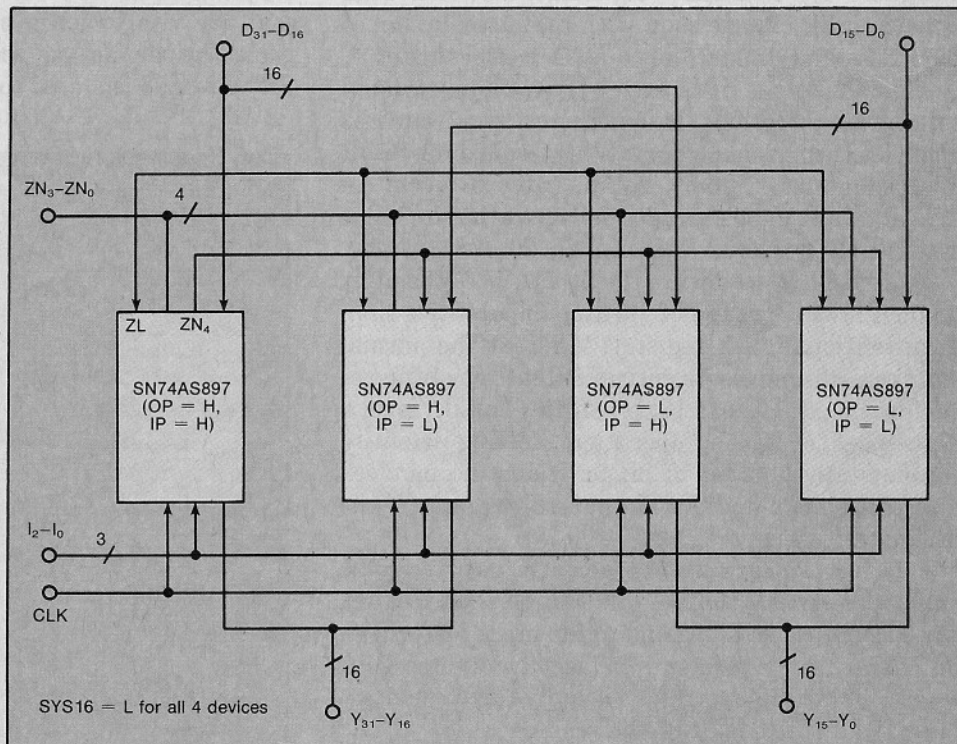 D₃₁–D₁₆
D₁₅–D₀
16
16
ZN₃–ZN₀
4
ZL
ZN₄
SN74AS897
(OP = H,
IP = H)
SN74AS897
(OP = H,
IP = L)
SN74AS897
(OP = L,
IP = H)
SN74AS897
(OP = L,
IP = L)
I₂–I₀
3
CLK
16
16
SYS16 = L for all 4 devices
Y₃₁–Y₁₆
Y₁₅–Y₀